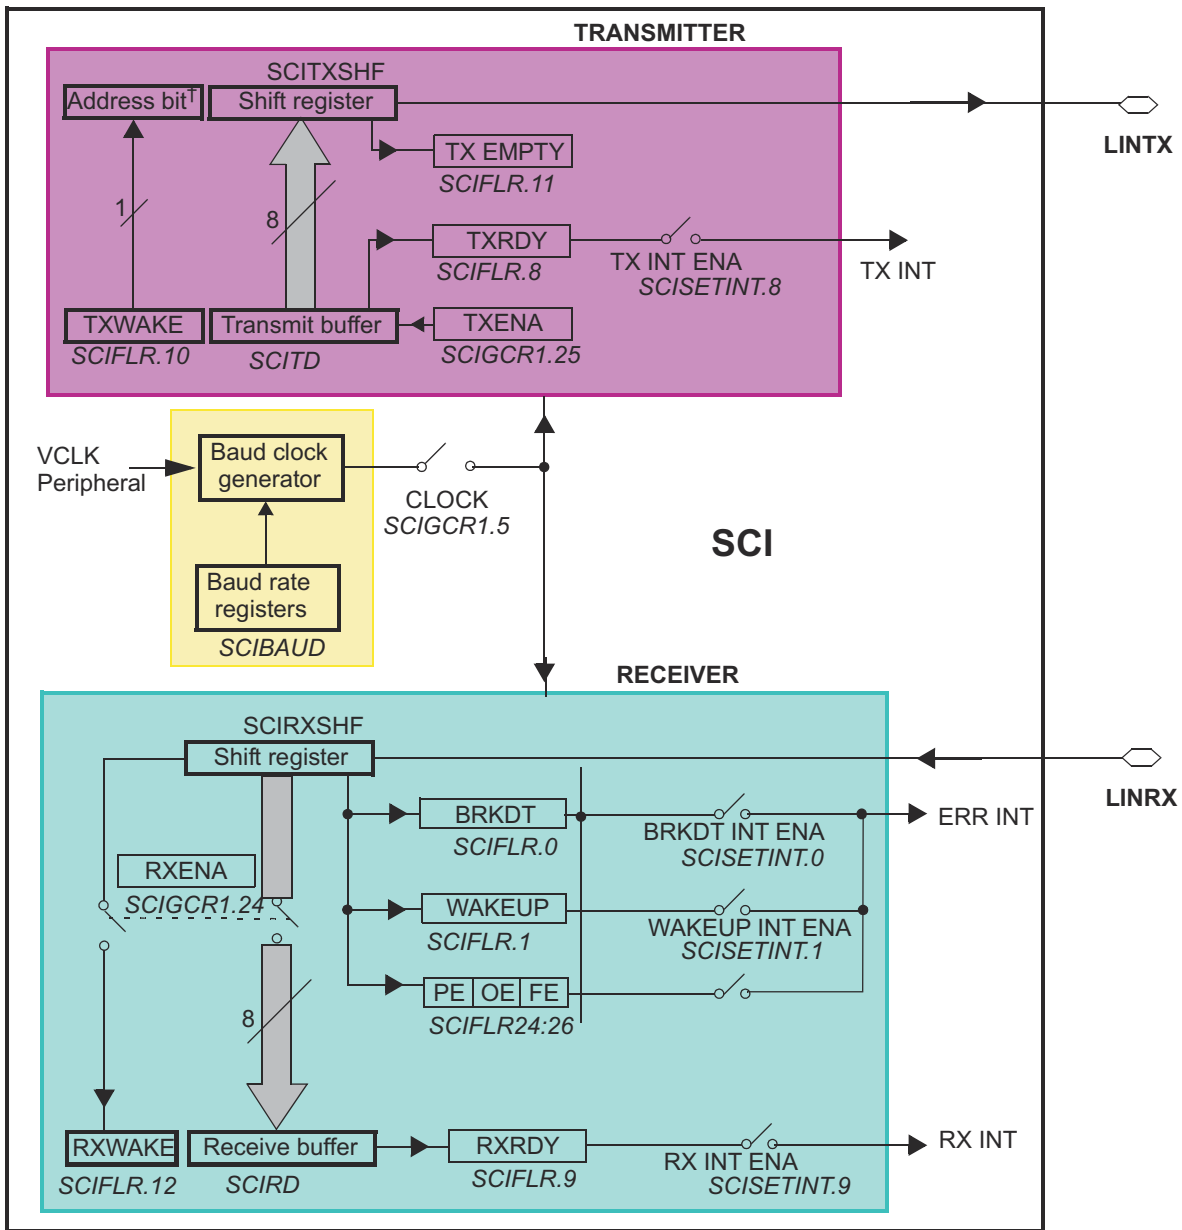 TRANSMITTER
SCITXSHF
Address bit†
Shift register
TX EMPTY
SCIFLR.11
LINTX
1
8
TXRDY
SCIFLR.8
TX INT ENA
SCISETINT.8
TX INT
TXWAKE
SCIFLR.10
Transmit buffer
SCITD
TXENA
SCIGCR1.25
VCLK
Peripheral
Baud clock
generator
CLOCK
SCIGCR1.5
SCI
Baud rate
registers
SCIBAUD
RECEIVER
SCIRXSHF
Shift register
LINRX
BRKDT
SCIFLR.0
BRKDT INT ENA
SCISETINT.0
ERR INT
RXENA
SCIGCR1.24
WAKEUP
SCIFLR.1
WAKEUP INT ENA
SCISETINT.1
PE OE FE
SCIFLR24:26
8
RXWAKE
SCIFLR.12
Receive buffer
SCIRD
RXRDY
SCIFLR.9
RX INT ENA
SCISETINT.9
RX INT